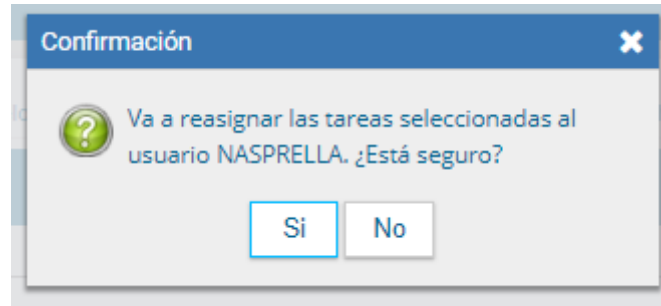 Confirmación
Va a reasignar las tareas seleccionadas al
usuario NASPRELLA. ¿Está seguro?
Si
No